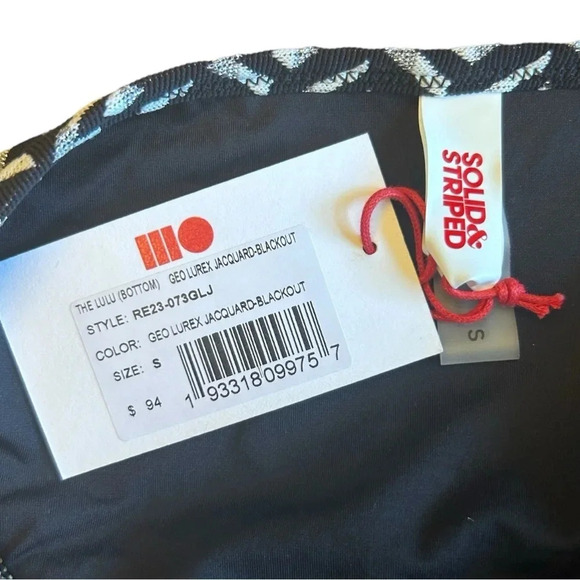 THE LULU (BOTTOM) GEO LUREX JACQUARD-BLACKOUT
STYLE: RE23-073GLJ
COLOR: GEO LUREX JACQUARD-BLACKOUT
SIZE: S
$ 94
1 93318 09975 7
SOLID&
STRIPED
S